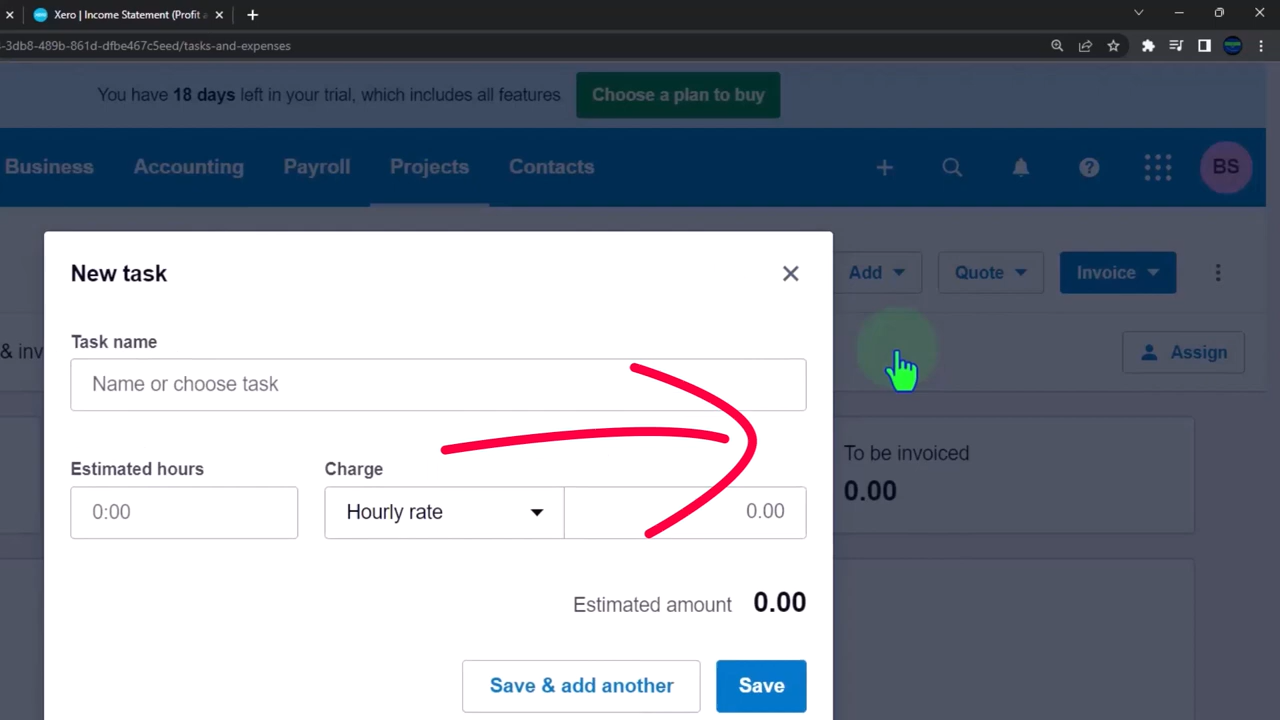 Xero | Income Statement (Profit a
-3db8-489b-861d-dfbe467c5eed/tasks-and-expenses
You have 18 days left in your trial, which includes all features
Choose a plan to buy
Business Accounting Payroll Projects Contacts
BS
New task
Add Quote Invoice
Task name
& inv
Assign
Name or choose task
Estimated hours Charge
To be invoiced
0.00
0:00 Hourly rate 0.00
Estimated amount 0.00
Save & add another Save